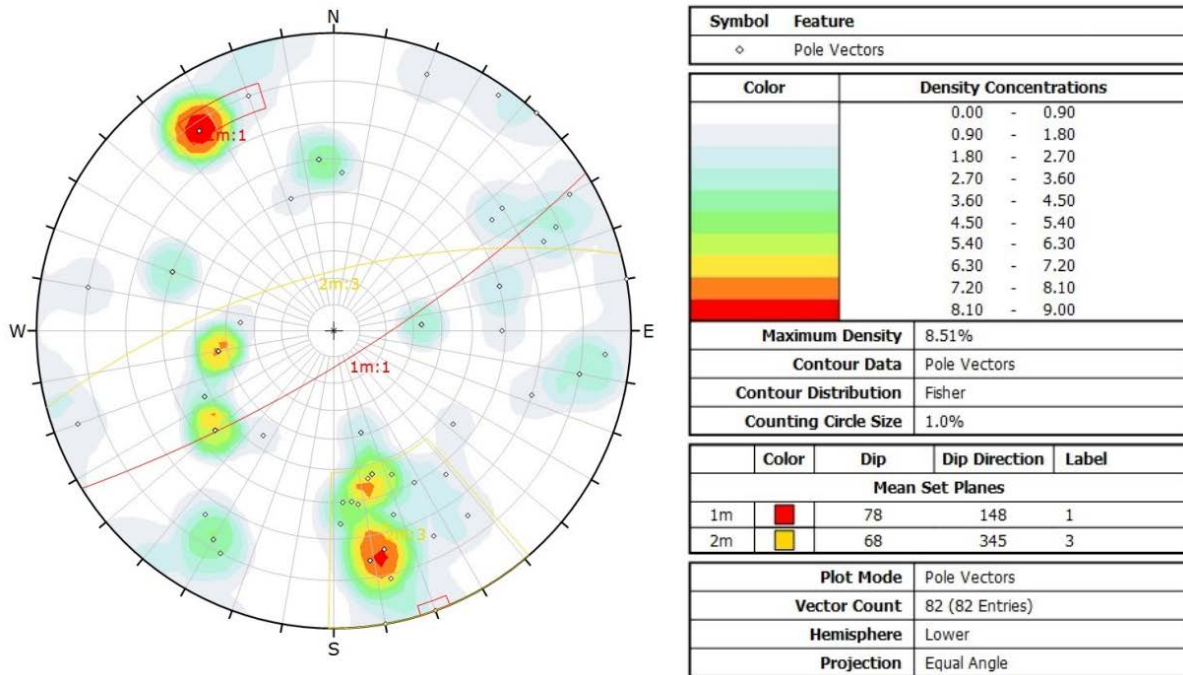 N
W
E
S
1m:1
2m:3
1m:1
Symbol Feature
Pole Vectors
Color Density Concentrations
0.00 - 0.90
0.90 - 1.80
1.80 - 2.70
2.70 - 3.60
3.60 - 4.50
4.50 - 5.40
5.40 - 6.30
6.30 - 7.20
7.20 - 8.10
8.10 - 9.00
Maximum Density 8.51%
Contour Data Pole Vectors
Contour Distribution Fisher
Counting Circle Size 1.0%
Color Dip Dip Direction Label
Mean Set Planes
1m 78 148 1
2m 68 345 3
Plot Mode Pole Vectors
Vector Count 82 (82 Entries)
Hemisphere Lower
Projection Equal Angle